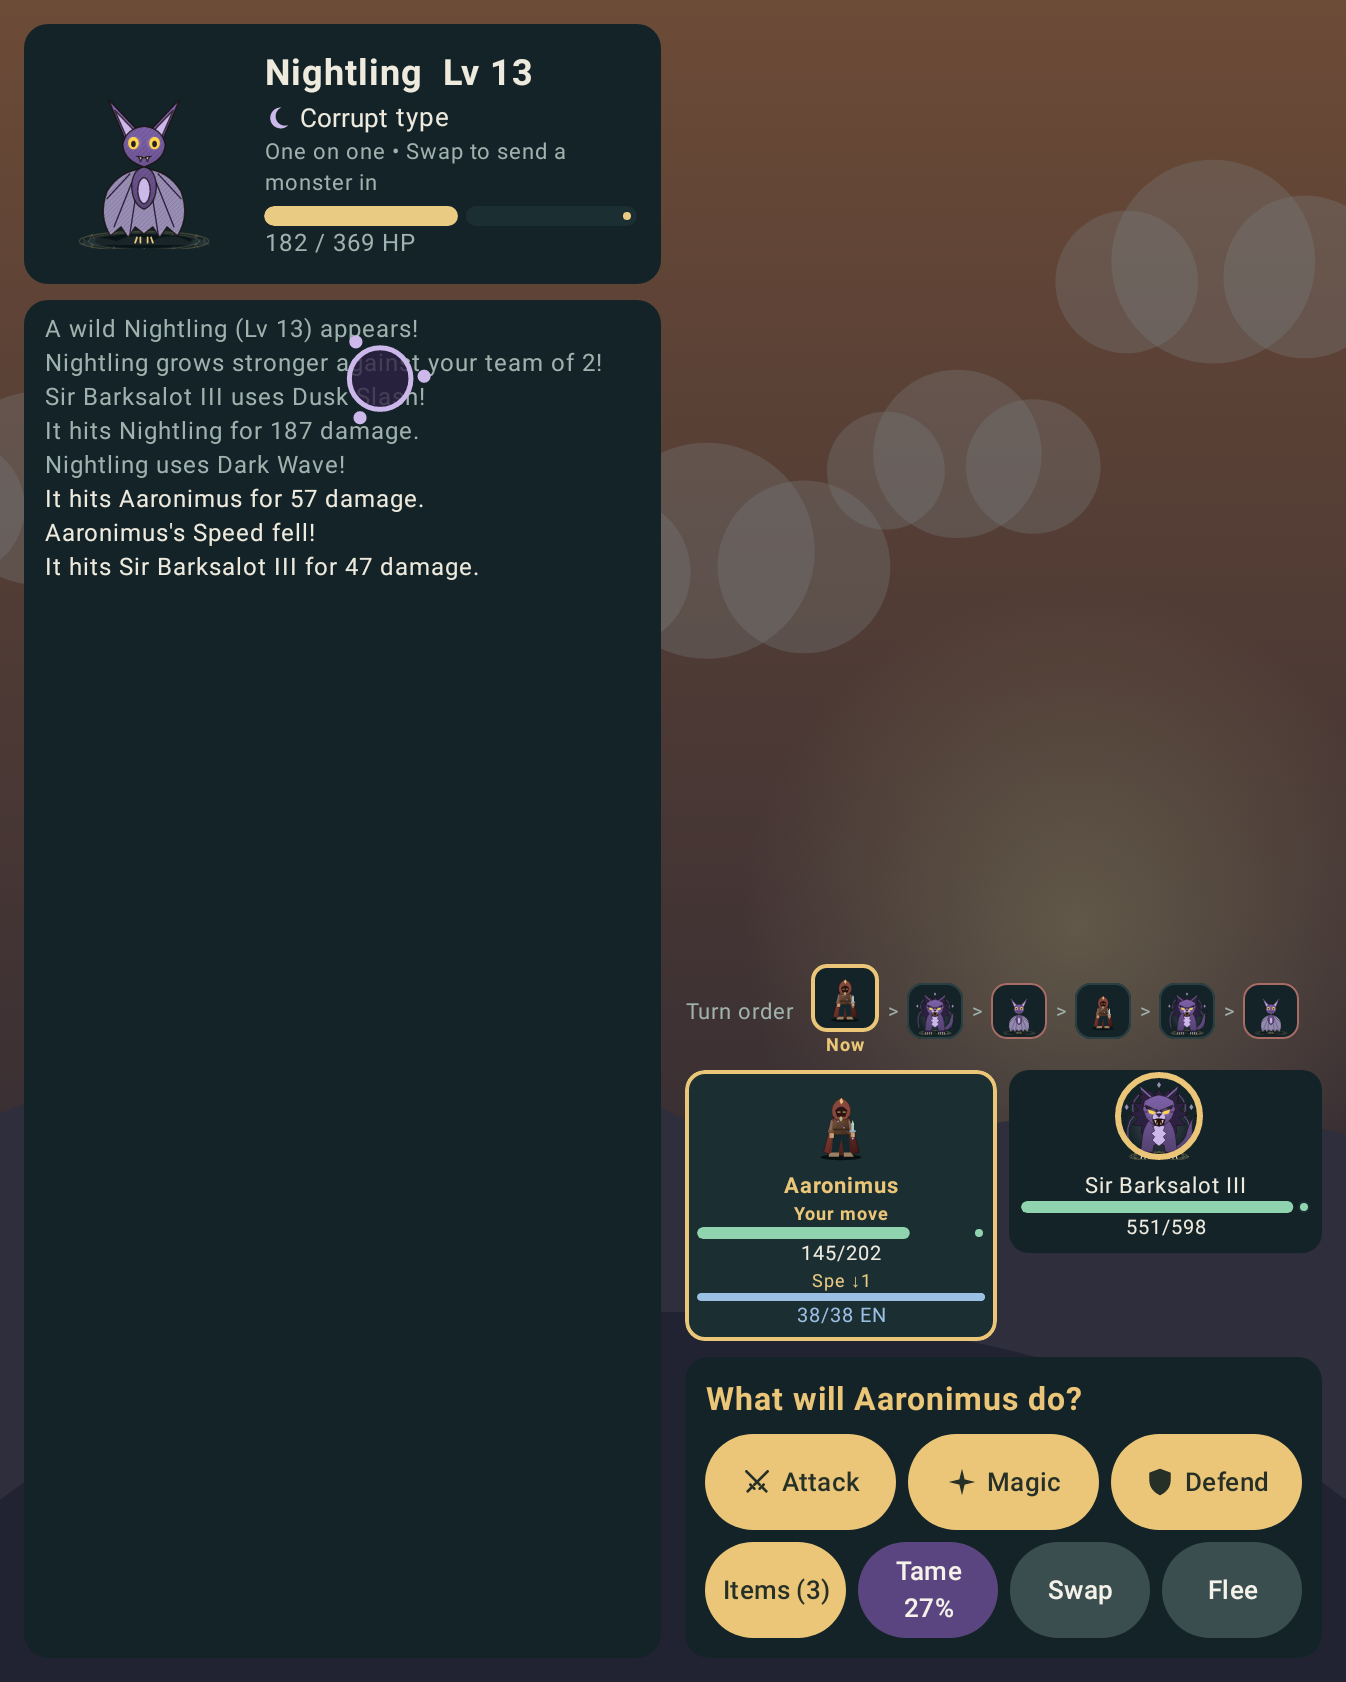 Nightling Lv 13
Corrupt type
One on one • Swap to send a
monster in
182 / 369 HP
A wild Nightling (Lv 13) appears!
Nightling grows stronger against your team of 2!
Sir Barksalot III uses Dusk Slash!
It hits Nightling for 187 damage.
Nightling uses Dark Wave!
It hits Aaronimus for 57 damage.
Aaronimus's Speed fell!
It hits Sir Barksalot III for 47 damage.
Turn order > > > > >
Now
Aaronimus
Your move
145/202
Spe ↓1
38/38 EN
Sir Barksalot III
551/598
What will Aaronimus do?
Attack
Magic
Defend
Items (3)
Tame
27%
Swap
Flee